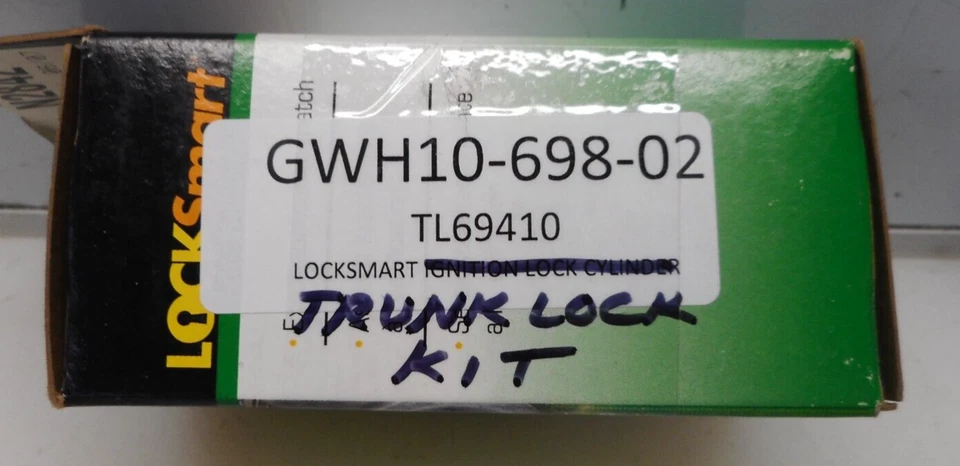 LOCKSmart
GWH10-698-02
TL69410
LOCKSMART IGNITION LOCK CYLINDER
TRUNK LOCK
KIT